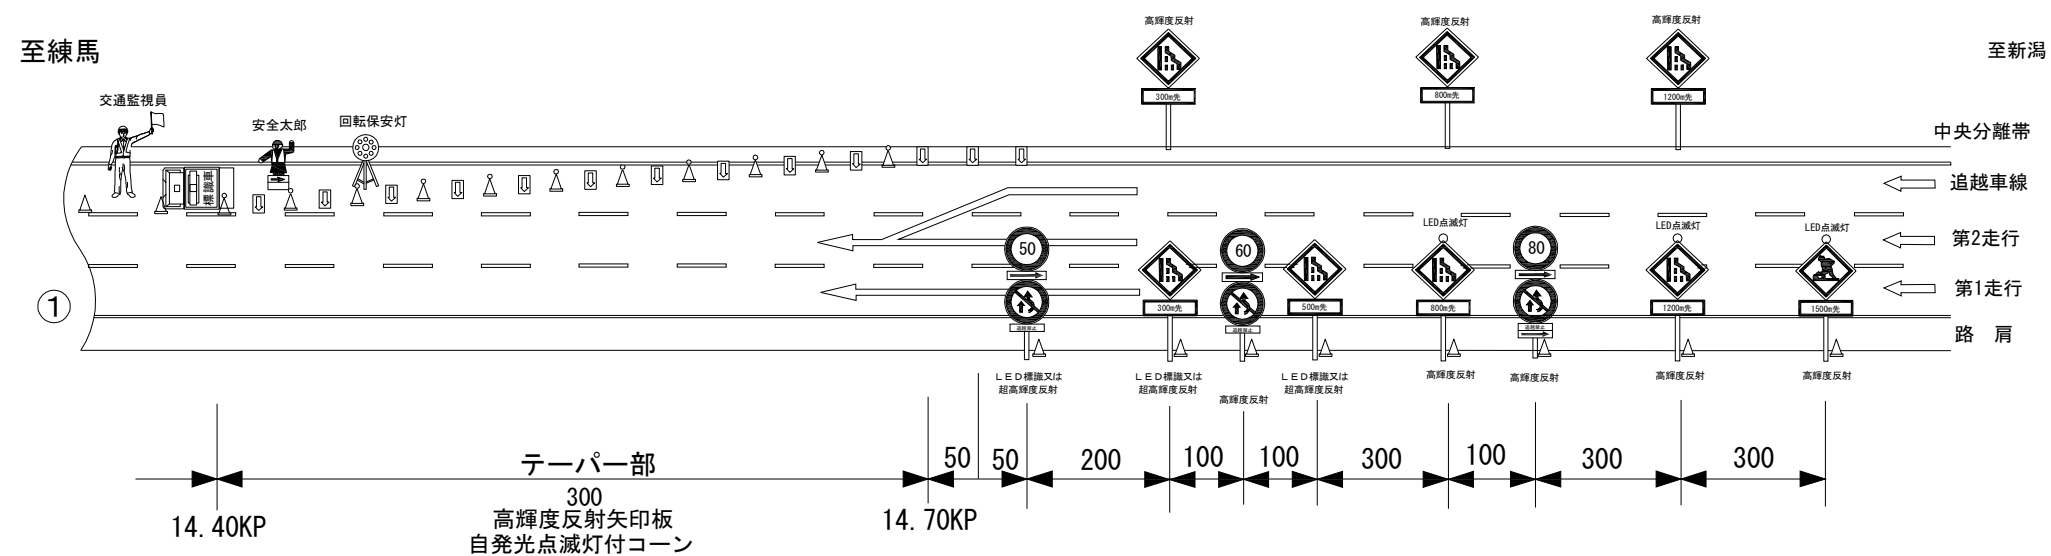 高輝度反射
高輝度反射
高輝度反射
至練馬
至新潟
300m先
800m先
1200m先
交通監視員
安全太郎
回転保安灯
中央分離帯
標識車
追越車線
LED点滅灯
LED点滅灯
LED点滅灯
第2走行
50
60
80
第1走行
①
300m先
500m先
800m先
1200m先
1500m先
追越禁止
追越禁止
追越禁止
路 肩
LED標識又は
超高輝度反射
LED標識又は
超高輝度反射
高輝度反射
LED標識又は
超高輝度反射
高輝度反射
高輝度反射
高輝度反射
高輝度反射
テーパー部
50
50
200
100
100
300
100
300
300
300
高輝度反射矢印板
自発光点滅灯付コーン
14.40KP
14.70KP